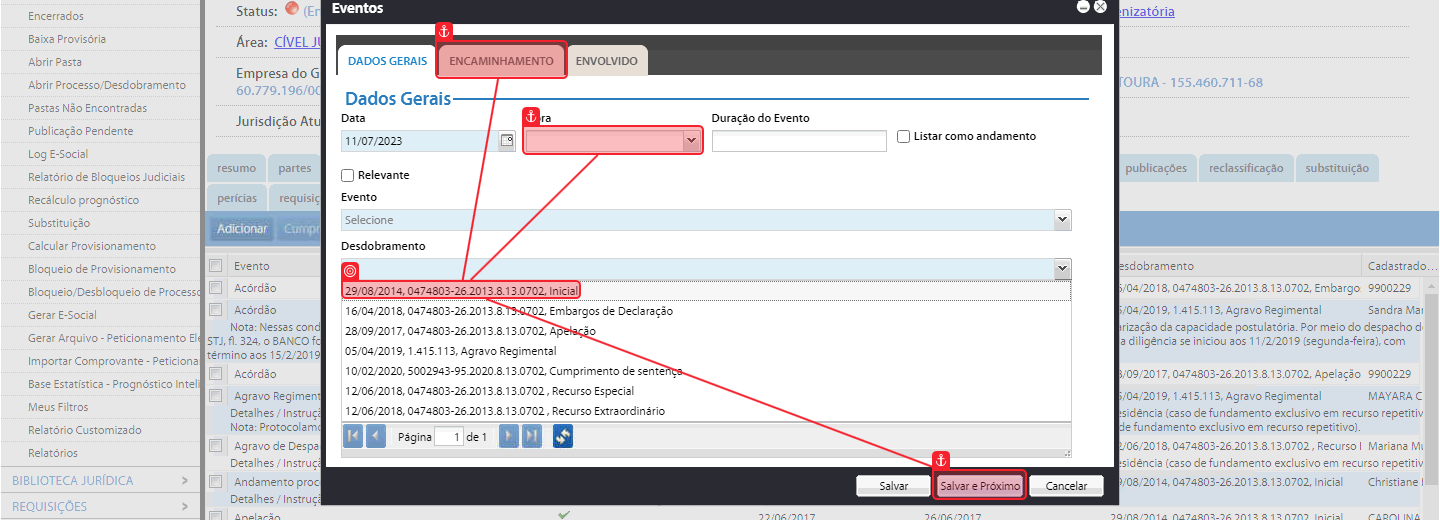 Encerrados
Baixa Provisória
Abrir Pasta
Abrir Processo/Desdobramento
Pastas Não Encontradas
Publicação Pendente
Log E-Social
Relatório de Bloqueios Judiciais
Recálculo prognóstico
Substituição
Calcular Provisionamento
Bloqueio de Provisionamento
Bloqueio/Desbloqueio de Processo
Gerar E-Social
Gerar Arquivo - Peticionamento Ele
Importar Comprovante - Peticiona
Base Estatística - Prognóstico Inteli
Meus Filtros
Relatório Customizado
Relatórios
BIBLIOTECA JURÍDICA >
REQUISIÇÕES >
Status: (En
Área: CÍVEL JU
Empresa do G
60.779.196/00
Jurisdição Atu
enizatória
TOURA - 155.460.711-68
resumo partes
publicações reclassificação substituição
perícias requisiç
Adicionar Cumpr
Eventos
DADOS GERAIS ENCAMINHAMENTO ENVOLVIDO
Dados Gerais
Data ora Duração do Evento
11/07/2023 Listar como andamento
Relevante
Evento
Selecione
Desdobramento
29/08/2014, 0474803-26.2013.8.13.0702, Inicial
16/04/2018, 0474803-26.2013.8.13.0702, Embargos de Declaração
28/09/2017, 0474803-26.2013.8.13.0702, Apelação
05/04/2019, 1.415.113, Agravo Regimental
10/02/2020, 5002943-95.2020.8.13.0702, Cumprimento de sentença
12/06/2018, 0474803-26.2013.8.13.0702 , Recurso Especial
12/06/2018, 0474803-26.2013.8.13.0702 , Recurso Extraordinário
Página 1 de 1
Salvar Salvar e Próximo Cancelar
Evento esdobramento Cadastrado...
Acórdão 5/04/2018, 0474803-26.2013.8.13.0702, Embargos 9900229
Acórdão 5/04/2019, 1.415.113, Agravo Regimental Sandra Mar
Nota: Nessas cond arização da capacidade postulatória. Por meio do despacho de
STJ, fl. 324, o BANCO fo a diligência se iniciou aos 11/2/2019 (segunda-feira), com
término aos 15/2/2019
Acórdão 8/09/2017, 0474803-26.2013.8.13.0702, Apelação 9900229
Agravo Regiment 5/04/2019, 1.415.113, Agravo Regimental MAYARA C
Detalhes / Instruçã esidência (caso de fundamento exclusivo em recurso repetitivo
Nota: Protocolamo de fundamento exclusivo em recurso repetitivo).
Agravo de Despa 2/06/2018, 0474803-26.2013.8.13.0702 , Recurso Mariana Mu
Detalhes / Instruçã esidência (caso de fundamento exclusivo em recurso repetitivo
Andamento proc 9/08/2014, 0474803-26.2013.8.13.0702, Inicial Christiane
Detalhes / Instruçã
Apelação 22/06/2017 26/06/2017 29/08/2014, 0474803-26.2013.8.13.0702, Inicial CAROLINA